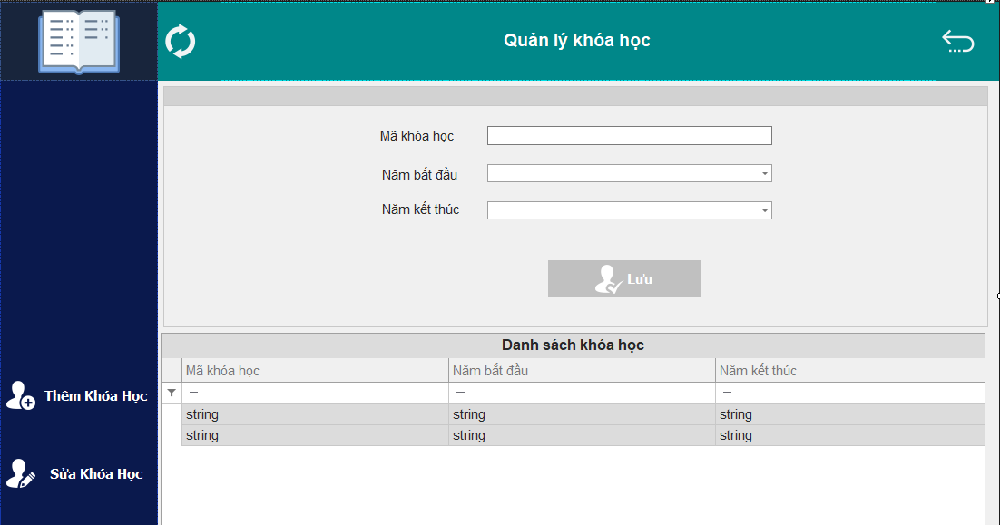 Quản lý khóa học
Mã khóa học
Năm bắt đầu
Năm kết thúc
Lưu
Danh sách khóa học
Mã khóa học Năm bắt đầu Năm kết thúc
= = =
string string string
string string string
Thêm Khóa Học
Sửa Khóa Học